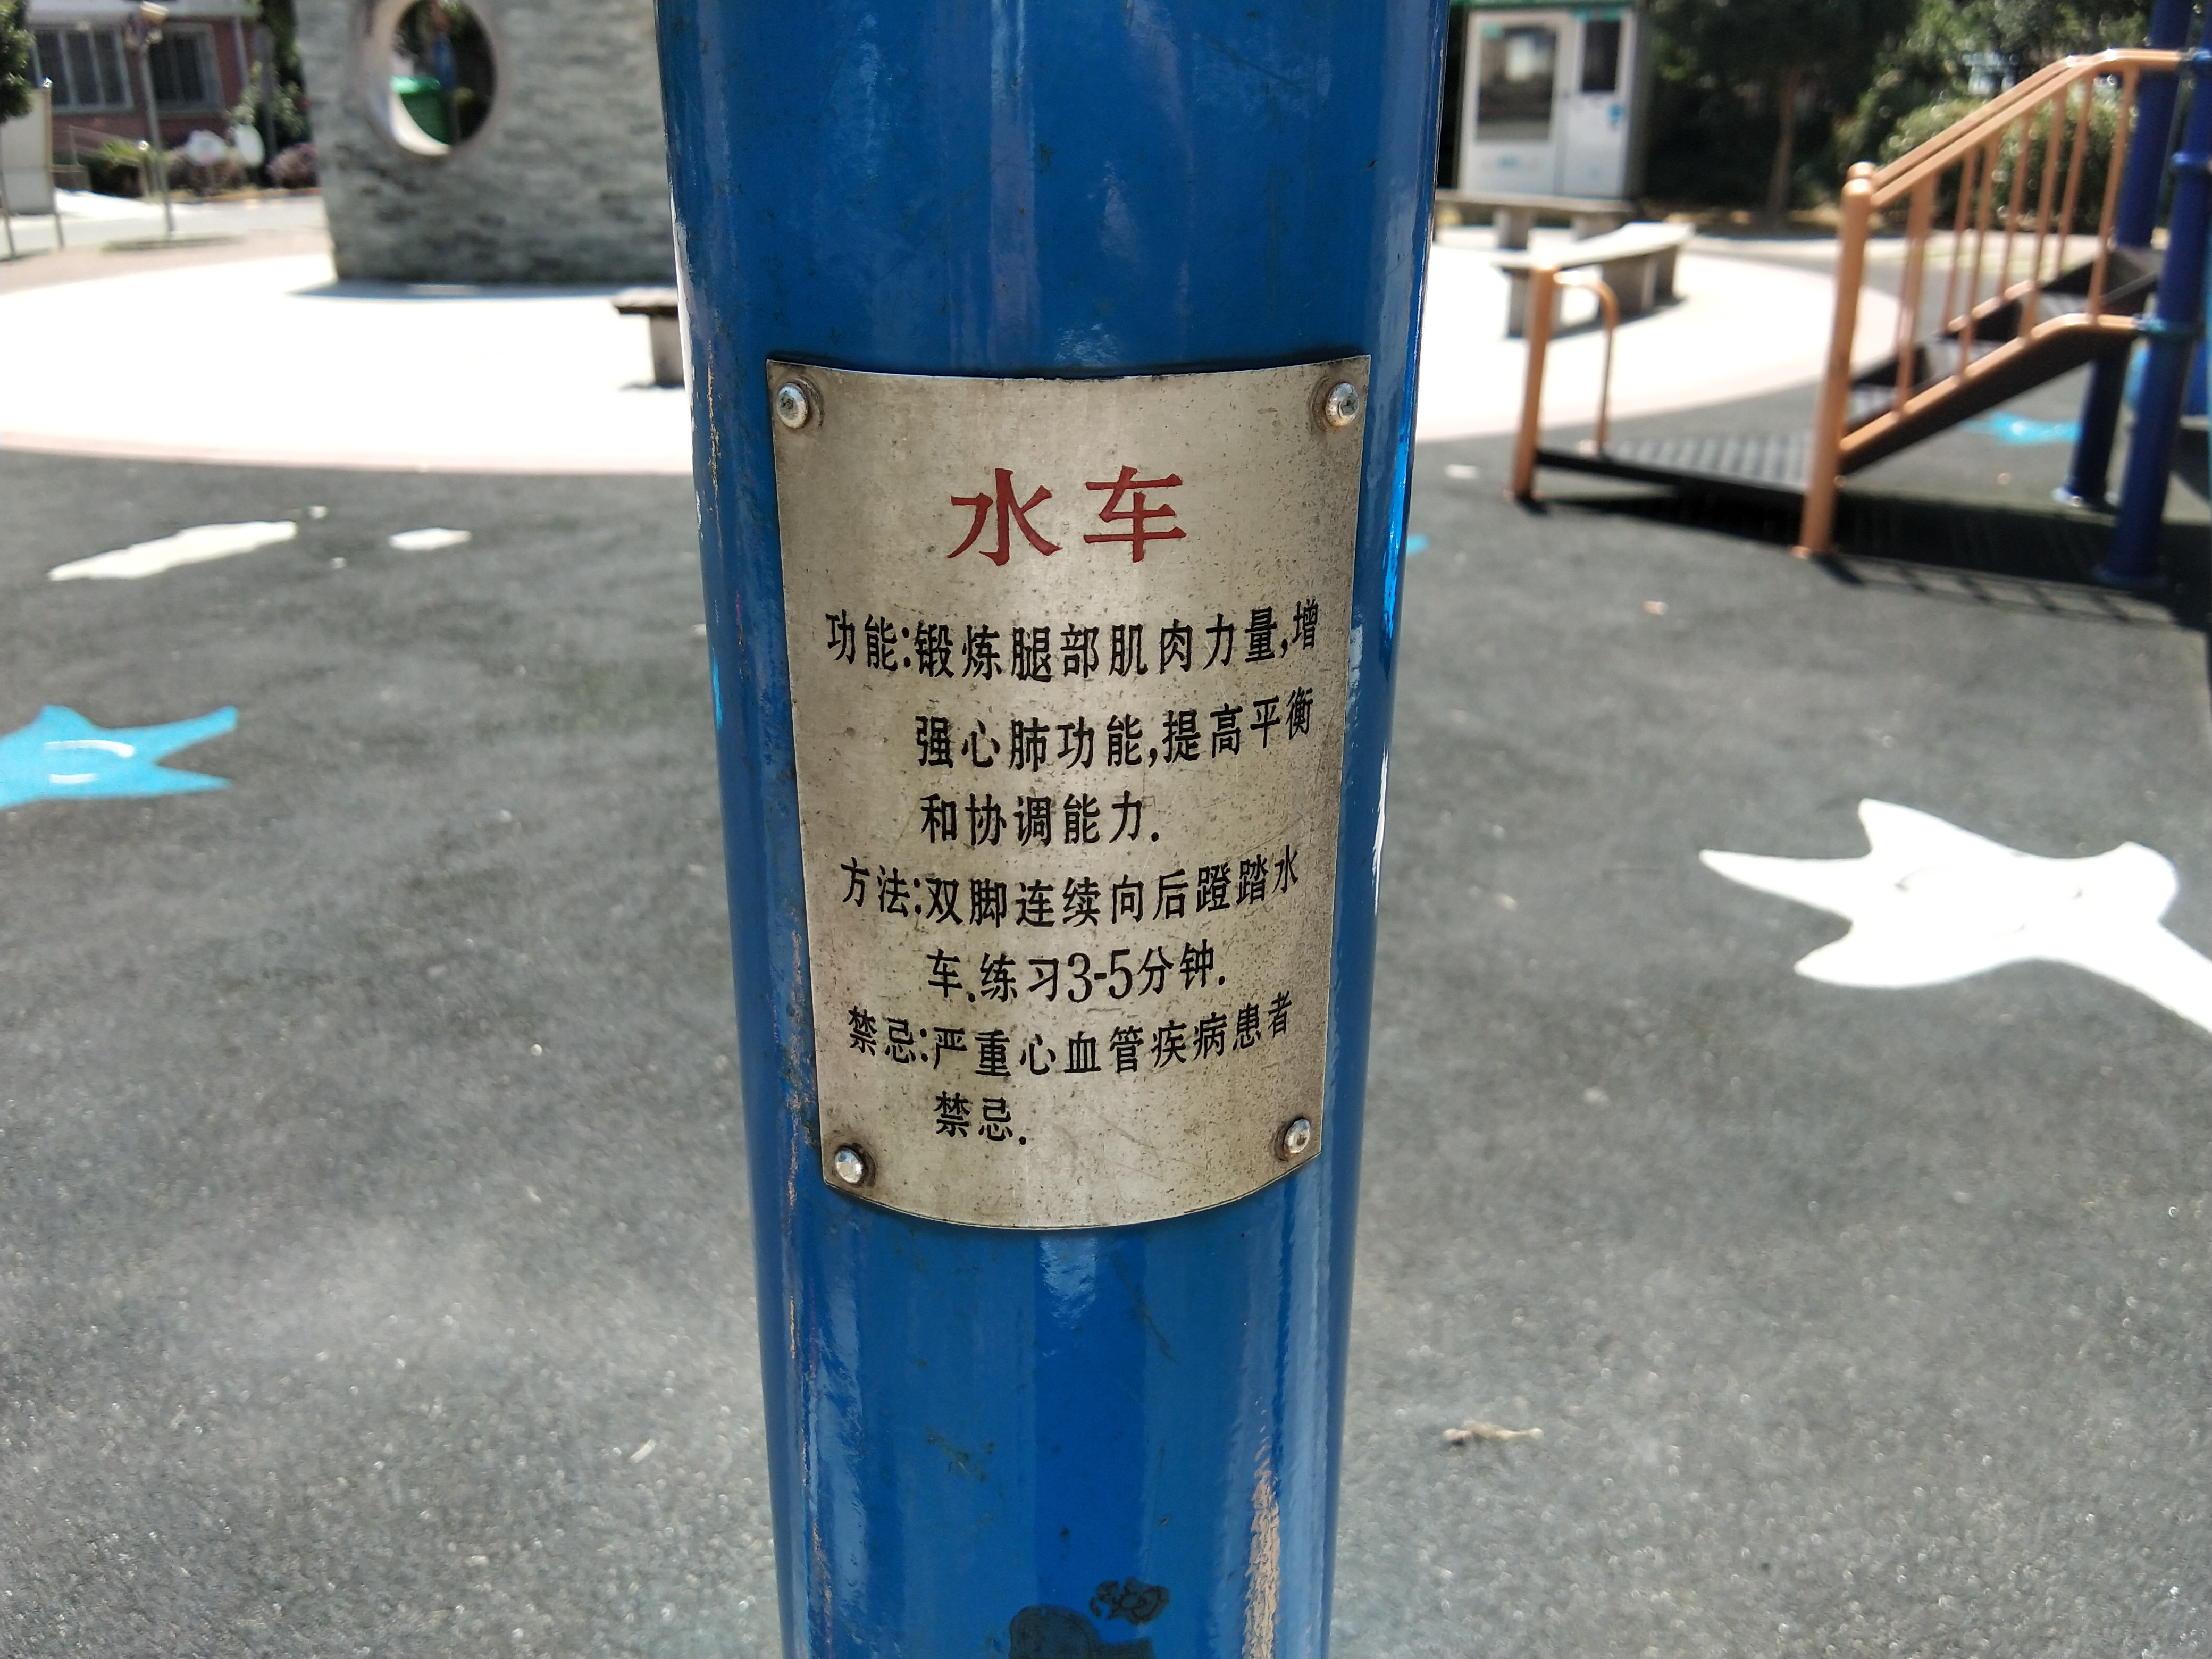 水车
功能:锻炼腿部肌肉力量,增
强心肺功能,提高平衡
和协调能力.
方法:双脚连续向后蹬踏水
车.练习3-5分钟.
禁忌:严重心血管疾病患者
禁忌.